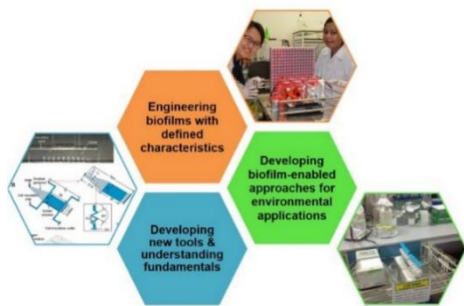 Engineering
biofilms with
defined
characteristics
Developing
biofilm-enabled
approaches for
environmental
applications
Developing
new tools &
understanding
fundamentals